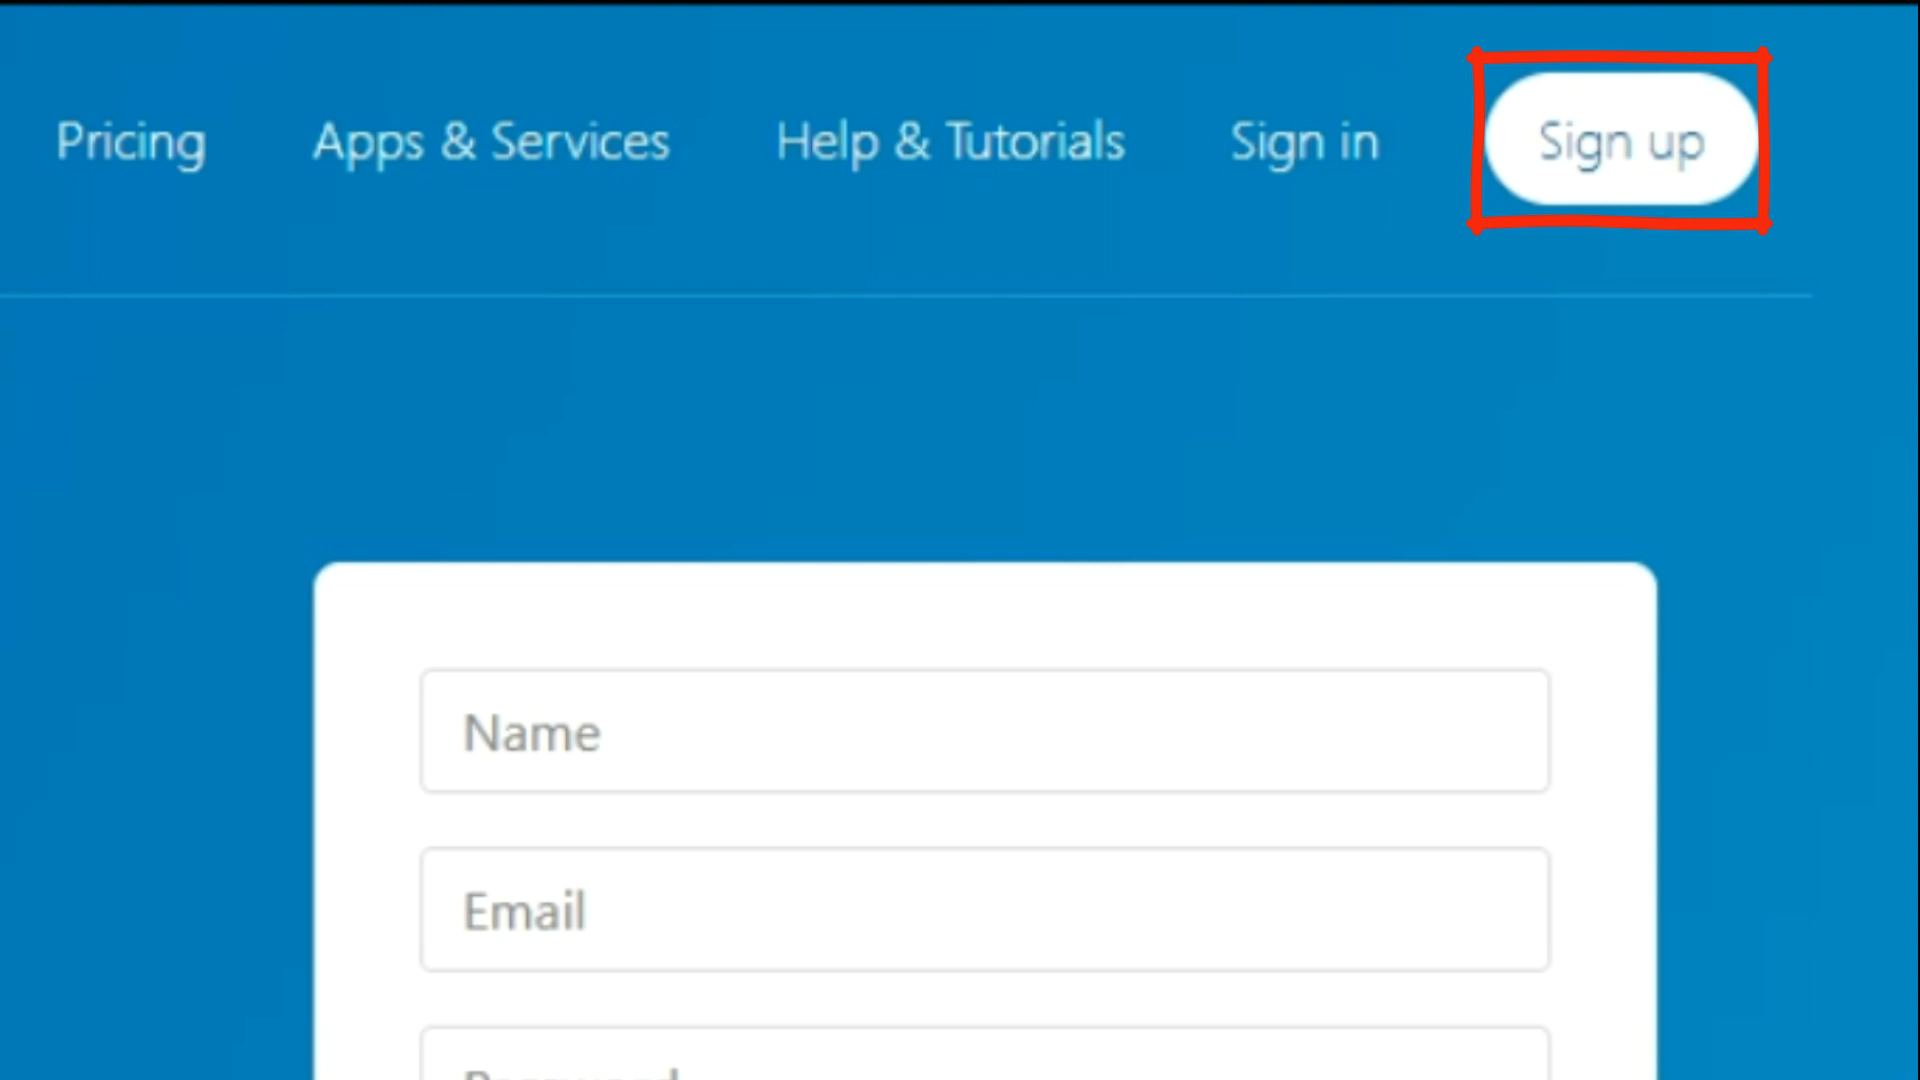 Pricing Apps & Services Help & Tutorials Sign in Sign up
Name
Email